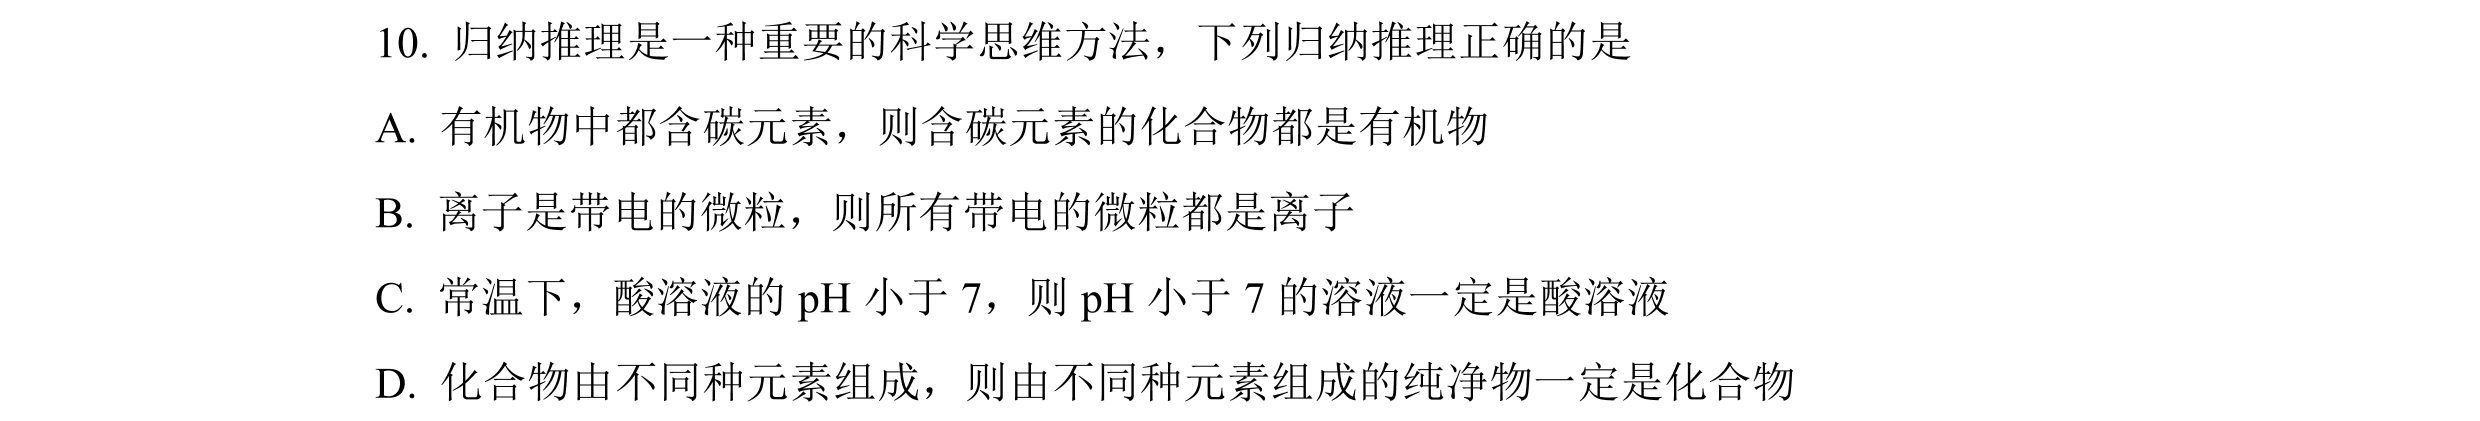 10. 归纳推理是一种重要的科学思维方法，下列归纳推理正确的是
A. 有机物中都含碳元素，则含碳元素的化合物都是有机物
B. 离子是带电的微粒，则所有带电的微粒都是离子
C. 常温下，酸溶液的 pH 小于 7，则 pH 小于 7 的溶液一定是酸溶液
D. 化合物由不同种元素组成，则由不同种元素组成的纯净物一定是化合物